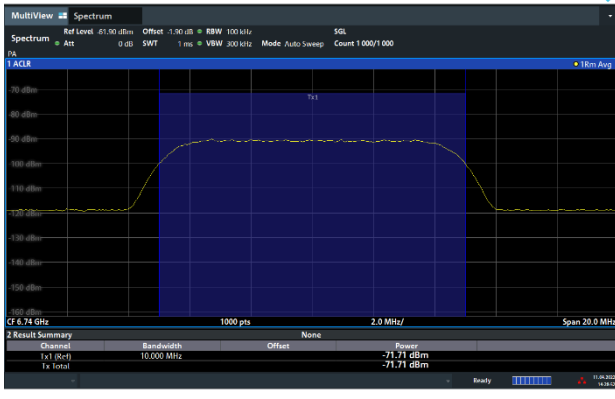 MultiView Spectrum
Ref Level -61.90 dBm Offset -1.90 dB RBW 100 kHz SGL
Spectrum Att 0 dB SWT 1 ms VBW 300 kHz Mode Auto Sweep Count 1 000/1 000
PA
1 ACLR 1Rm Avg
-70 dBm
Tx1
-80 dBm
-90 dBm
-100 dBm
-110 dBm
-120 dBm
-130 dBm
-140 dBm
-150 dBm
-160 dBm
CF 6.74 GHz 1000 pts 2.0 MHz/ Span 20.0 MHz
2 Result Summary None
Channel Bandwidth Offset Power
Tx1 (Ref) 10.000 MHz -71.71 dBm
Tx Total -71.71 dBm
Ready